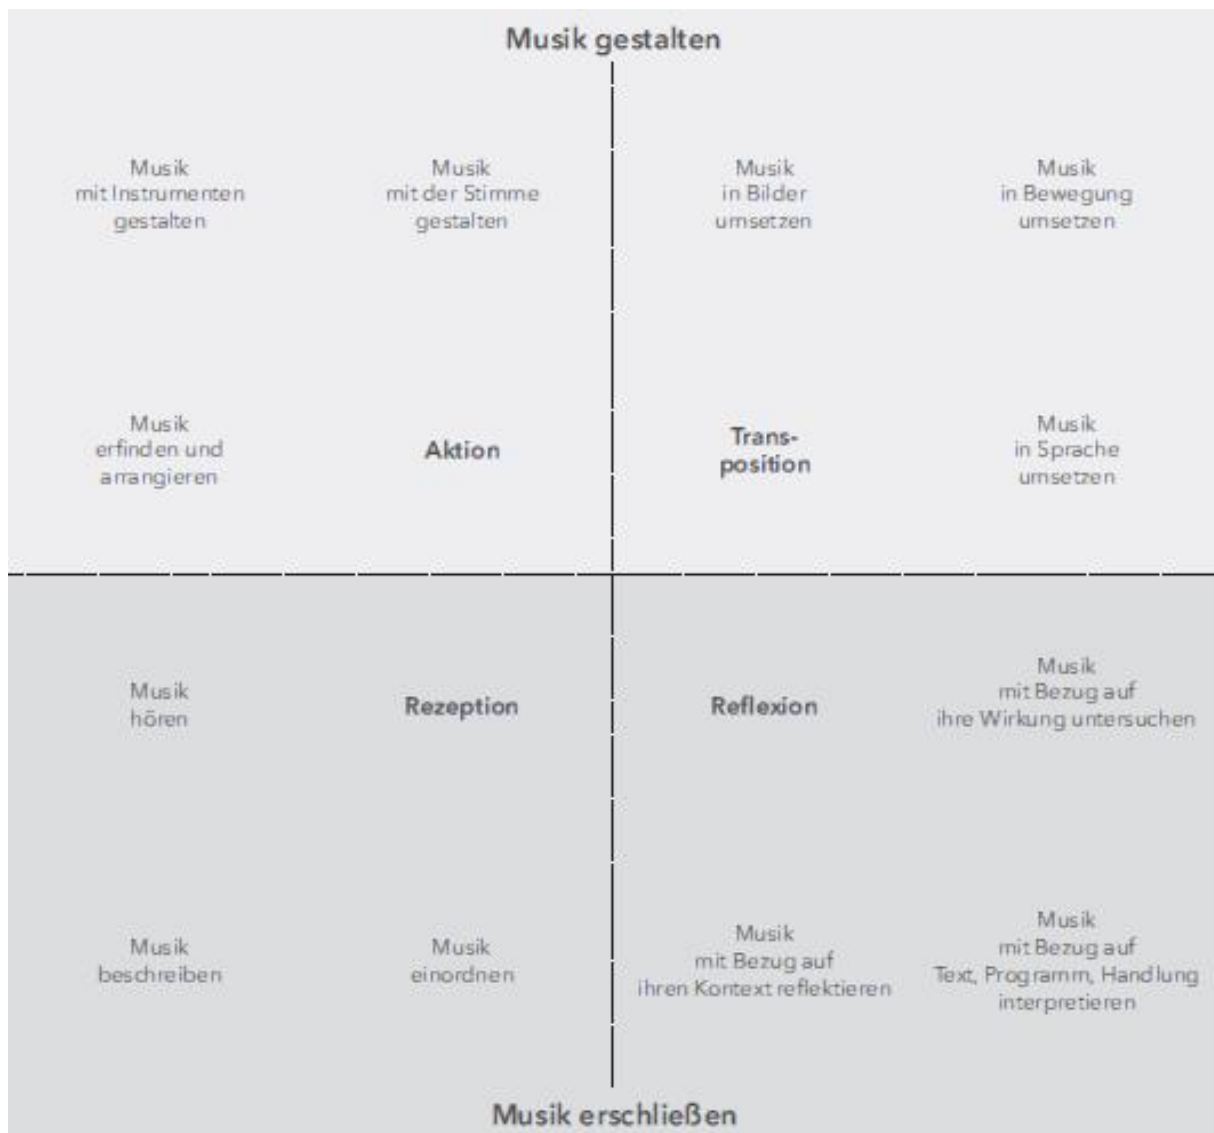 Musik gestalten
Musik
mit Instrumenten
gestalten
Musik
mit der Stimme
gestalten
Musik
in Bilder
umsetzen
Musik
in Bewegung
umsetzen
Musik
erfinden und
arrangieren
Aktion
Trans-
position
Musik
in Sprache
umsetzen
Musik
hören
Rezeption
Reflexion
Musik
mit Bezug auf
ihre Wirkung untersuchen
Musik
beschreiben
Musik
einordnen
Musik
mit Bezug auf
ihren Kontext reflektieren
Musik
mit Bezug auf
Text, Programm, Handlung
interpretieren
Musik erschließen